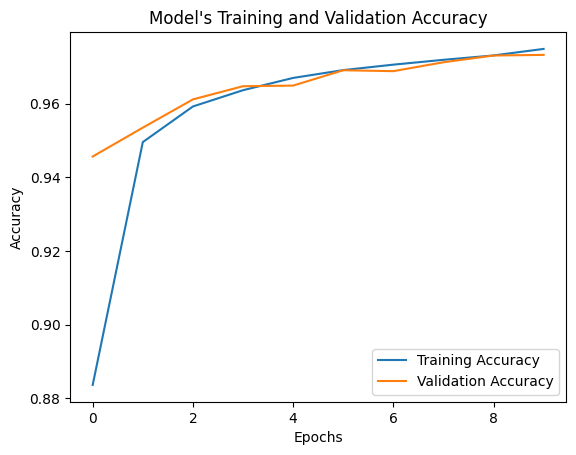 Model's Training and Validation Accuracy
Accuracy
0.96
0.94
0.92
0.90
0.88
0 2 4 6 8
Epochs
Training Accuracy
Validation Accuracy